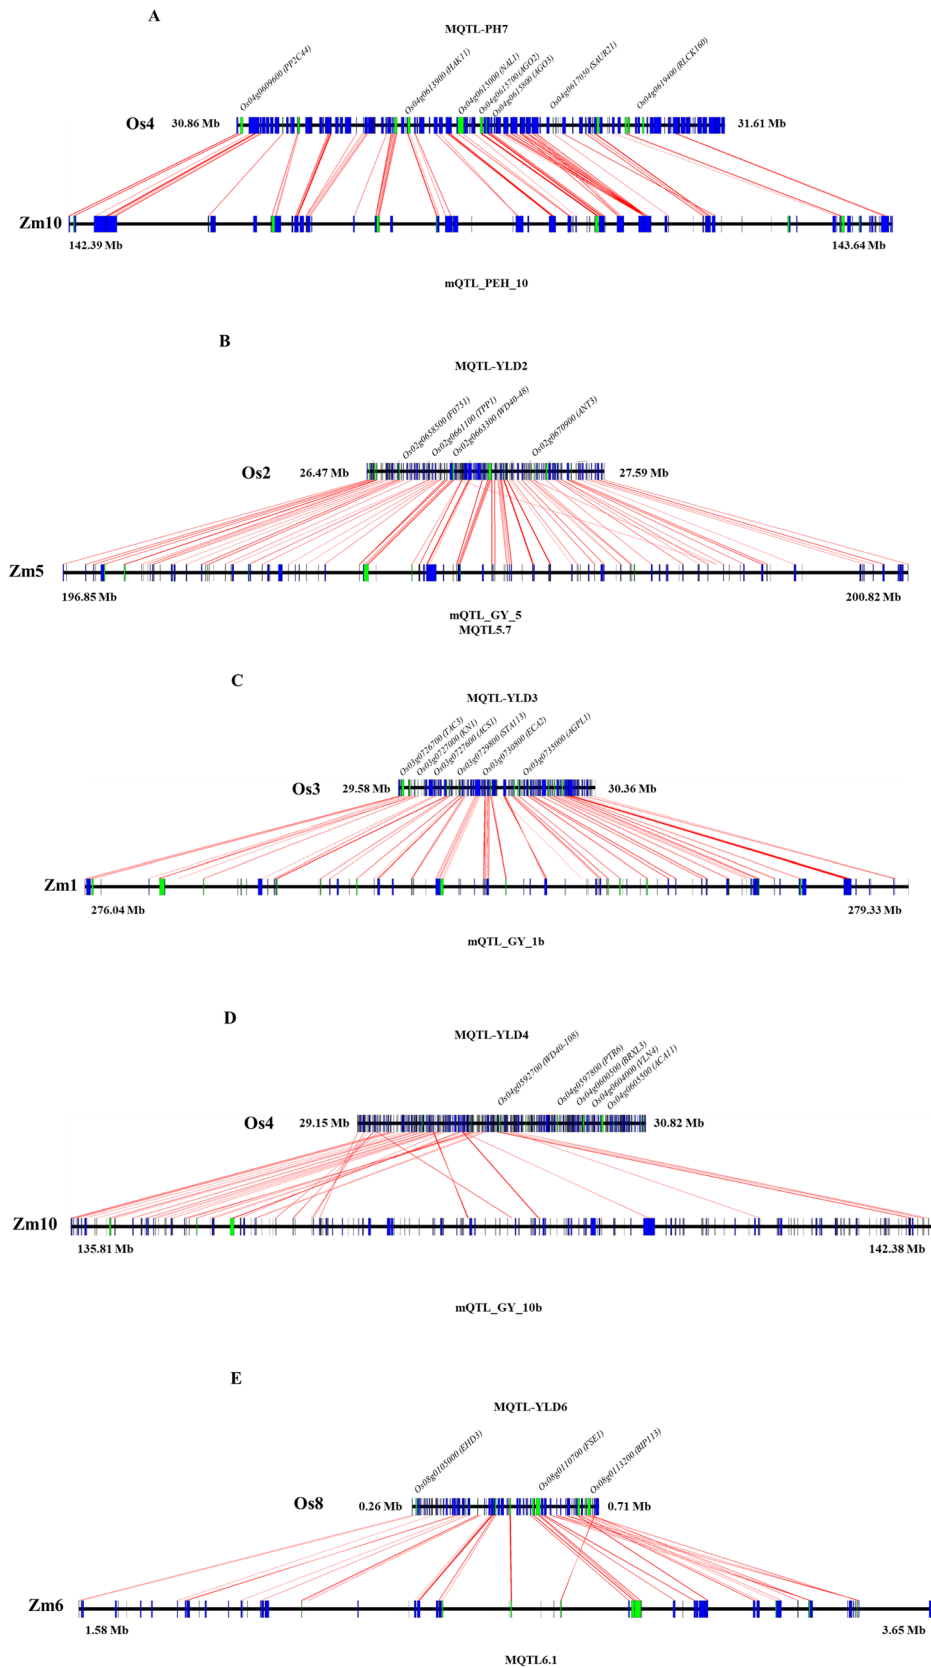 A
MQTL-PH7
Os04g0609600 (PP2C44)
Os04g0613900 (HAK11)
Os04g0615000 (NAL1)
Os04g0615700 (AGO2)
Os04g0615800 (AGO3)
Os04g0617050 (SAUR21)
Os04g0619400 (RLCK160)
Os4 30.86 Mb 31.61 Mb
Zm10
142.39 Mb 143.64 Mb
mQTL_PEH_10
B
MQTL-YLD2
Os02g0658500 (F0751)
Os02g0661100 (TPP1)
Os02g0663300 (WD40-48)
Os02g0670900 (ANT3)
Os2 26.47 Mb 27.59 Mb
Zm5
196.85 Mb 200.82 Mb
mQTL_GY_5
MQTL5.7
C
MQTL-YLD3
Os03g0726700 (TAC3)
Os03g0727000 (KN1)
Os03g0727600 (ACS1)
Os03g0729800 (STA113)
Os03g0730800 (ECA2)
Os03g0735000 (AGPL1)
Os3 29.58 Mb 30.36 Mb
Zm1
276.04 Mb 279.33 Mb
mQTL_GY_1b
D
MQTL-YLD4
Os04g0592700 (WD40-108)
Os04g0597800 (PTR6)
Os04g0600500 (BRXL3)
Os04g0604000 (VLN4)
Os04g0605500 (ACA11)
Os4 29.15 Mb 30.82 Mb
Zm10
135.81 Mb 142.38 Mb
mQTL_GY_10b
E
MQTL-YLD6
Os08g0105000 (EHD3)
Os08g0110700 (FSE1)
Os08g0113200 (BIP113)
Os8 0.26 Mb 0.71 Mb
Zm6
1.58 Mb 3.65 Mb
MQTL6.1